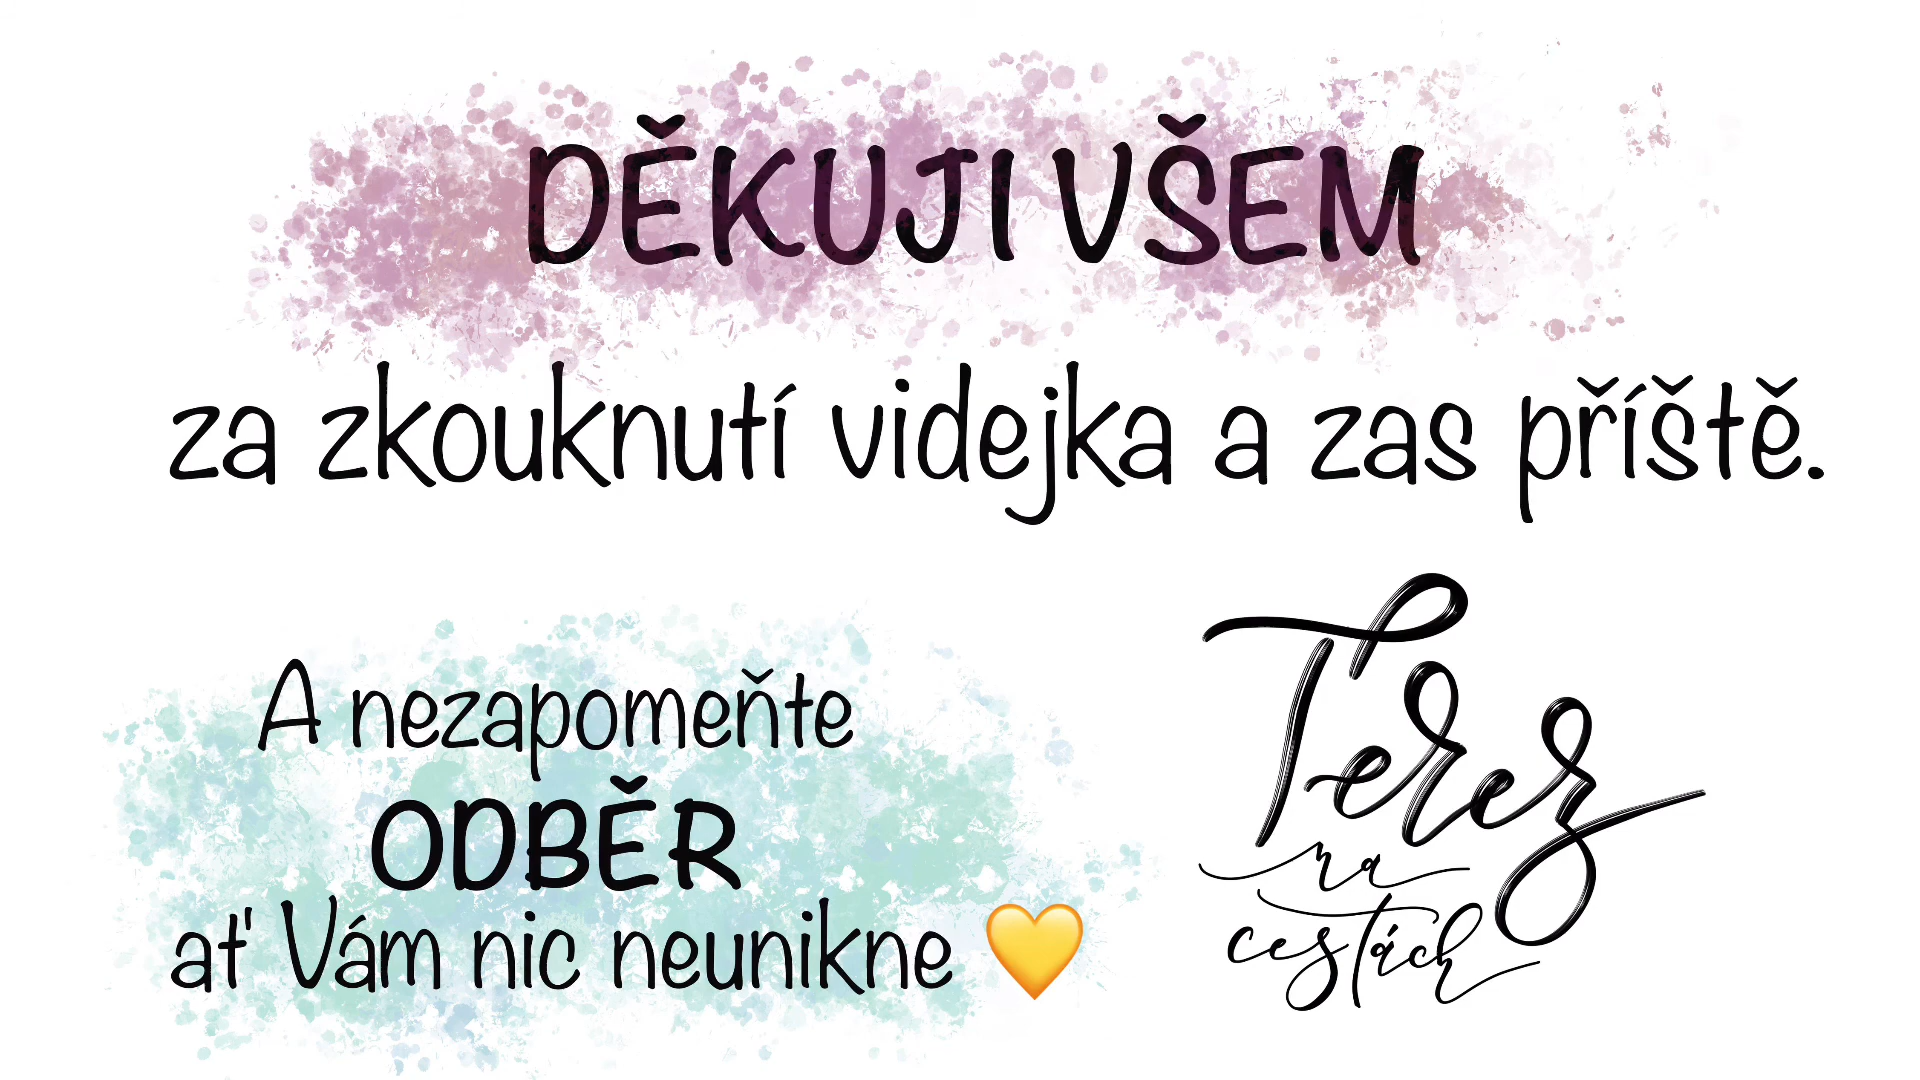 DĚKUJI VŠEM
za zkouknutí videjka a zas příště.
A nezapomeňte
ODBĚR
ať Vám nic neunikne 💛
Terez
na
cestách